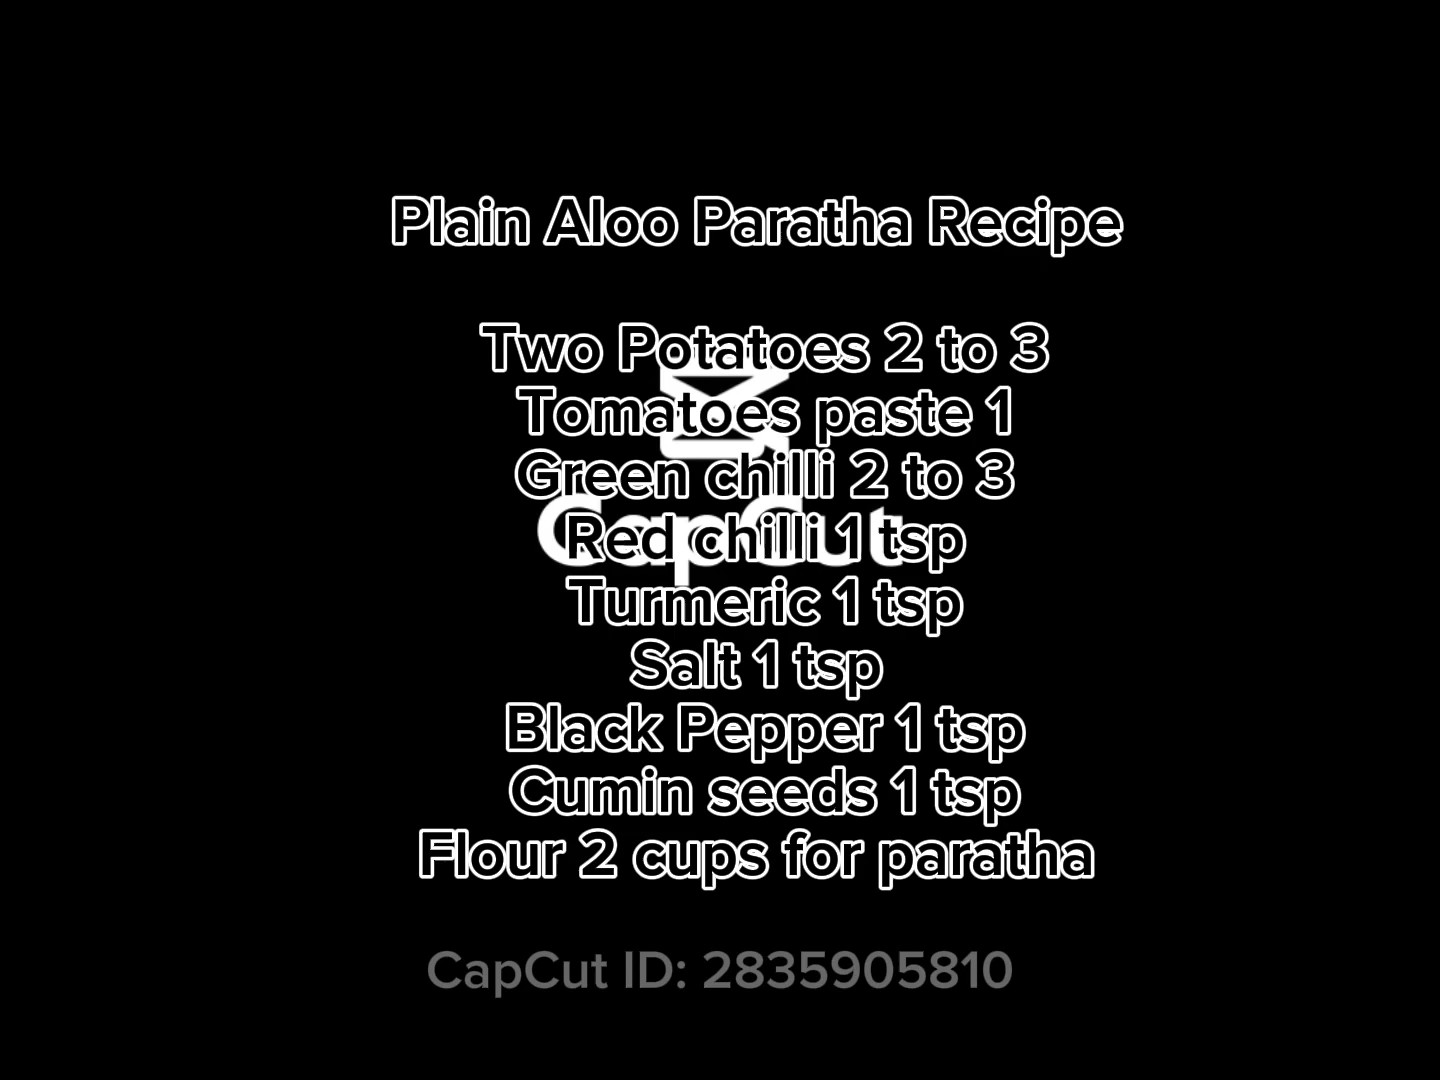 Plain Aloo Paratha Recipe
Two Potatoes 2 to 3
Tomatoes paste 1
Green chilli 2 to 3
Red chilli 1 tsp
CapCut
Turmeric 1 tsp
Salt 1 tsp
Black Pepper 1 tsp
Cumin seeds 1 tsp
Flour 2 cups for paratha
CapCut ID: 2835905810